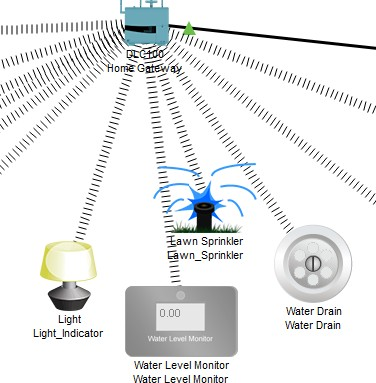 DLC100
Home Gateway
Lawn Sprinkler
Lawn_Sprinkler
Light
Light_Indicator
0.00
Water Level Monitor
Water Level Monitor
Water Level Monitor
Water Drain
Water Drain